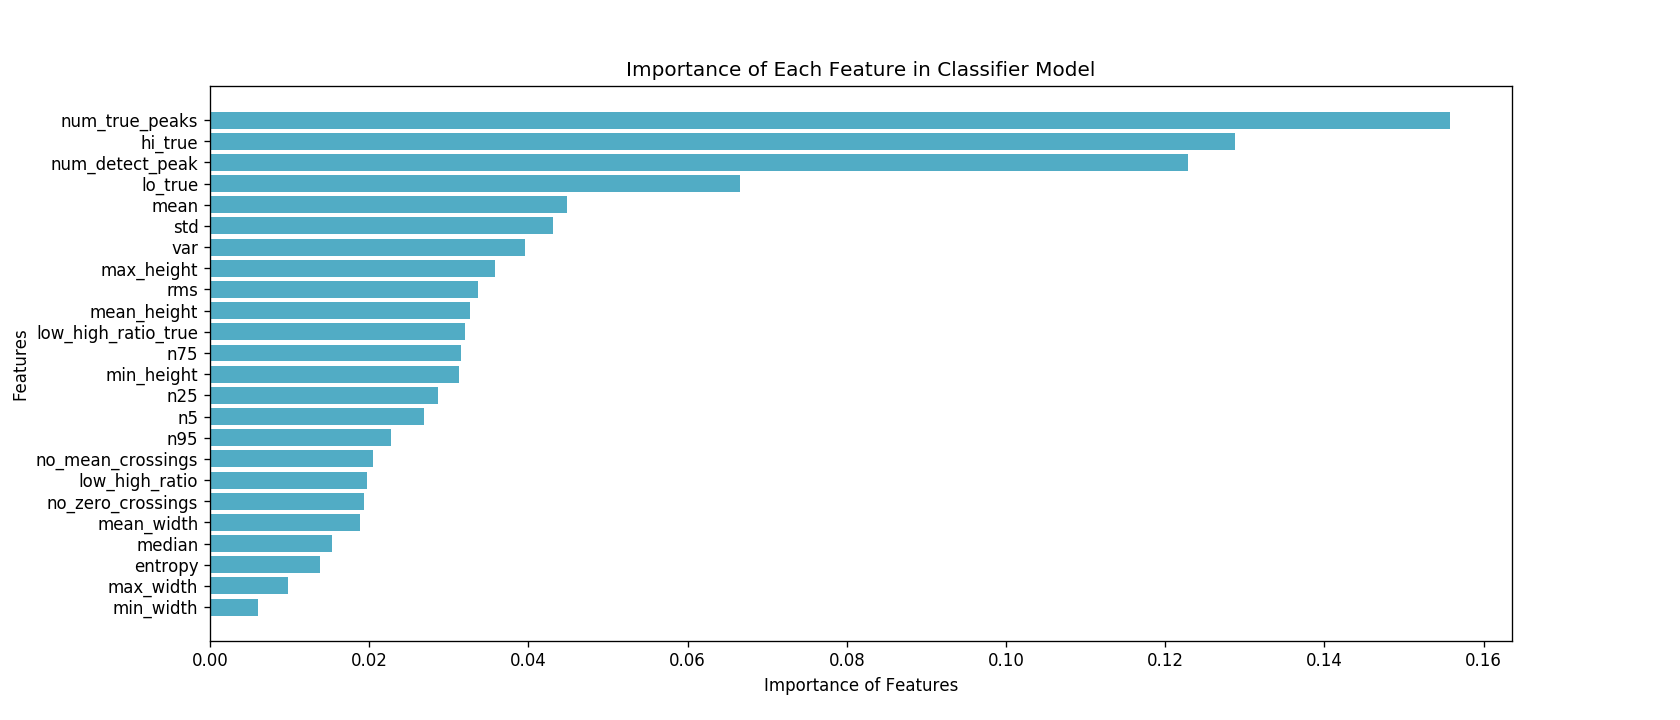 Importance of Each Feature in Classifier Model
num_true_peaks
hi_true
num_detect_peak
lo_true
mean
std
var
max_height
rms
mean_height
low_high_ratio_true
n75
min_height
n25
n5
n95
no_mean_crossings
low_high_ratio
no_zero_crossings
mean_width
median
entropy
max_width
min_width
Features
0.00 0.02 0.04 0.06 0.08 0.10 0.12 0.14 0.16
Importance of Features